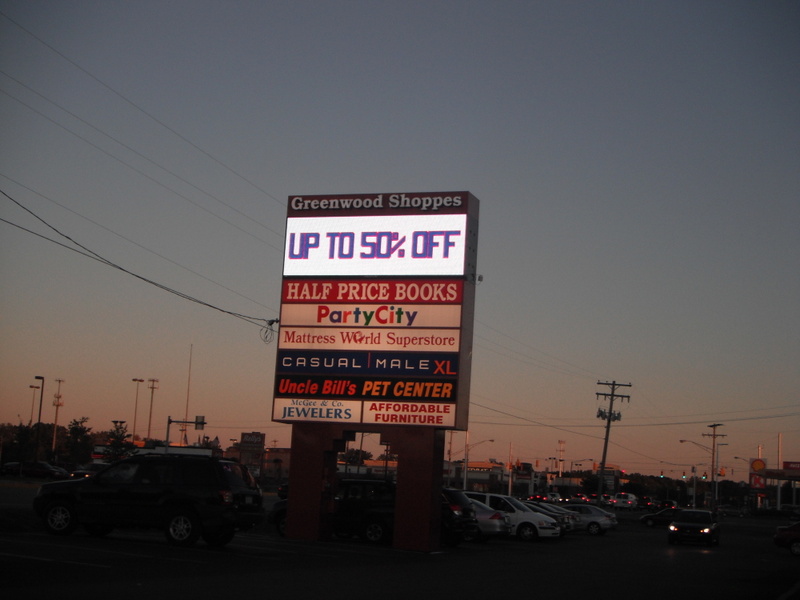 Greenwood Shoppes
UP TO 50% OFF
HALF PRICE BOOKS
PartyCity
Mattress World Superstore
CASUAL | MALE XL
Uncle Bill's PET CENTER
McGee & Co.
JEWELERS
AFFORDABLE
FURNITURE